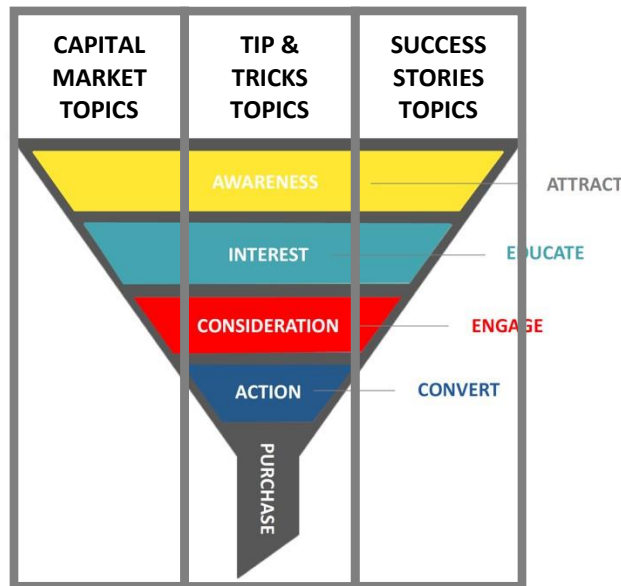 CAPITAL
MARKET
TOPICS
TIP &
TRICKS
TOPICS
SUCCESS
STORIES
TOPICS
AWARENESS
ATTRACT
INTEREST
EDUCATE
CONSIDERATION
ENGAGE
ACTION
CONVERT
PURCHASE